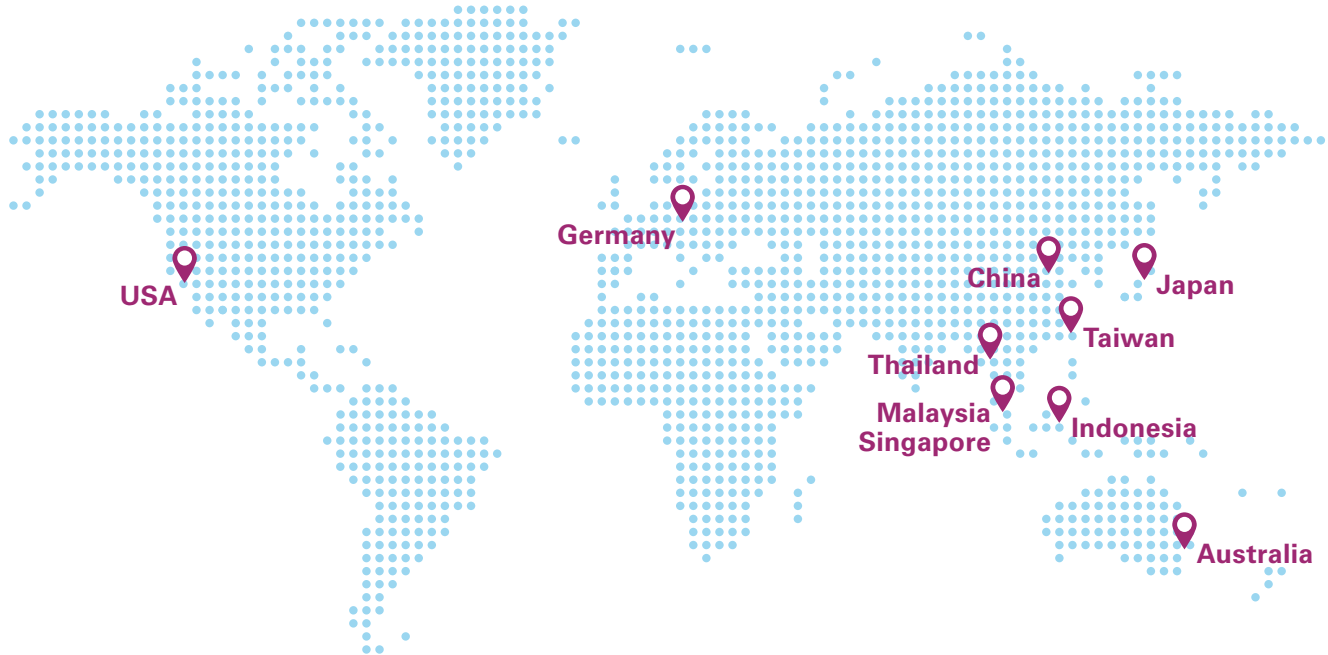 Germany
USA
China
Japan
Taiwan
Thailand
Malaysia
Singapore
Indonesia
Australia